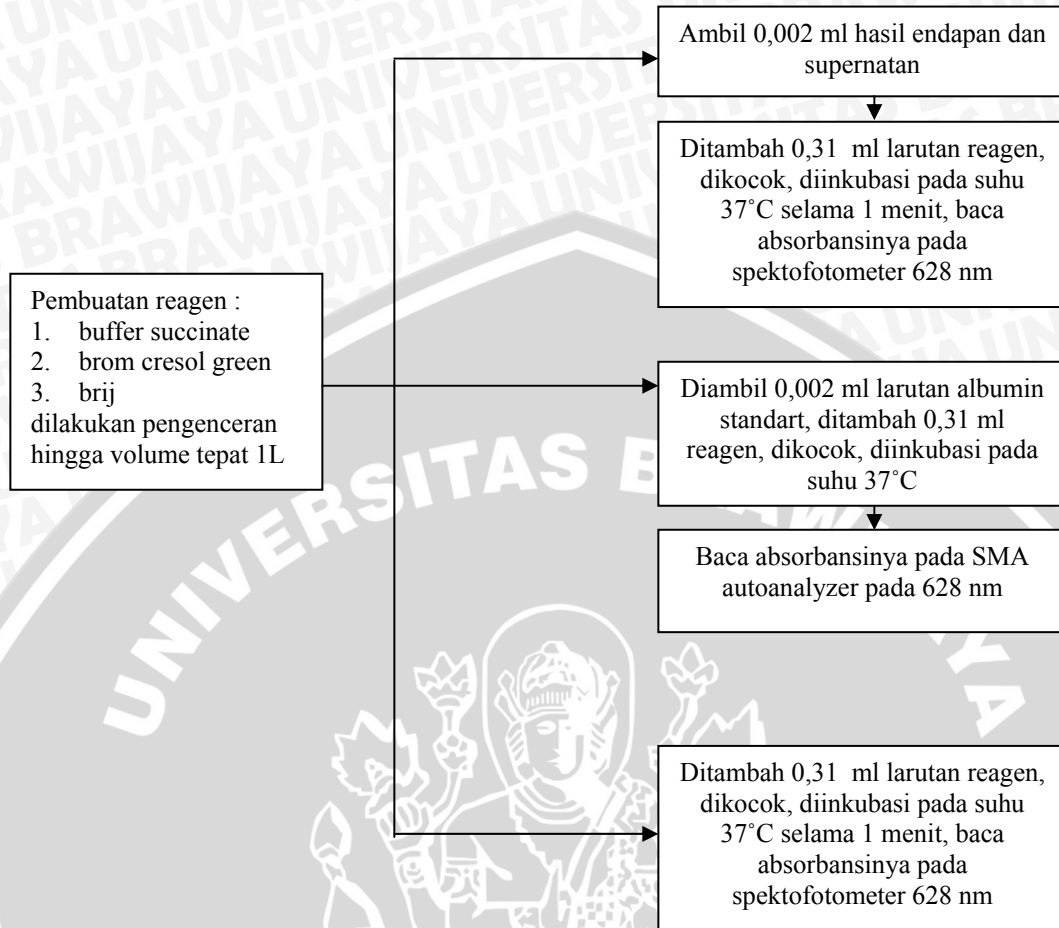 Pembuatan reagen :
1. buffer succinate
2. brom cresol green
3. brij
dilakukan pengenceran
hingga volume tepat 1L
Ambil 0,002 ml hasil endapan dan
supernatan
Ditambah 0,31 ml larutan reagen,
dikocok, diinkubasi pada suhu
37˚C selama 1 menit, baca
absorbansinya pada
spektofotometer 628 nm
Diambil 0,002 ml larutan albumin
standart, ditambah 0,31 ml
reagen, dikocok, diinkubasi pada
suhu 37˚C
Baca absorbansinya pada SMA
autoanalyzer pada 628 nm
Ditambah 0,31 ml larutan reagen,
dikocok, diinkubasi pada suhu
37˚C selama 1 menit, baca
absorbansinya pada
spektofotometer 628 nm
UNIVERSITAS